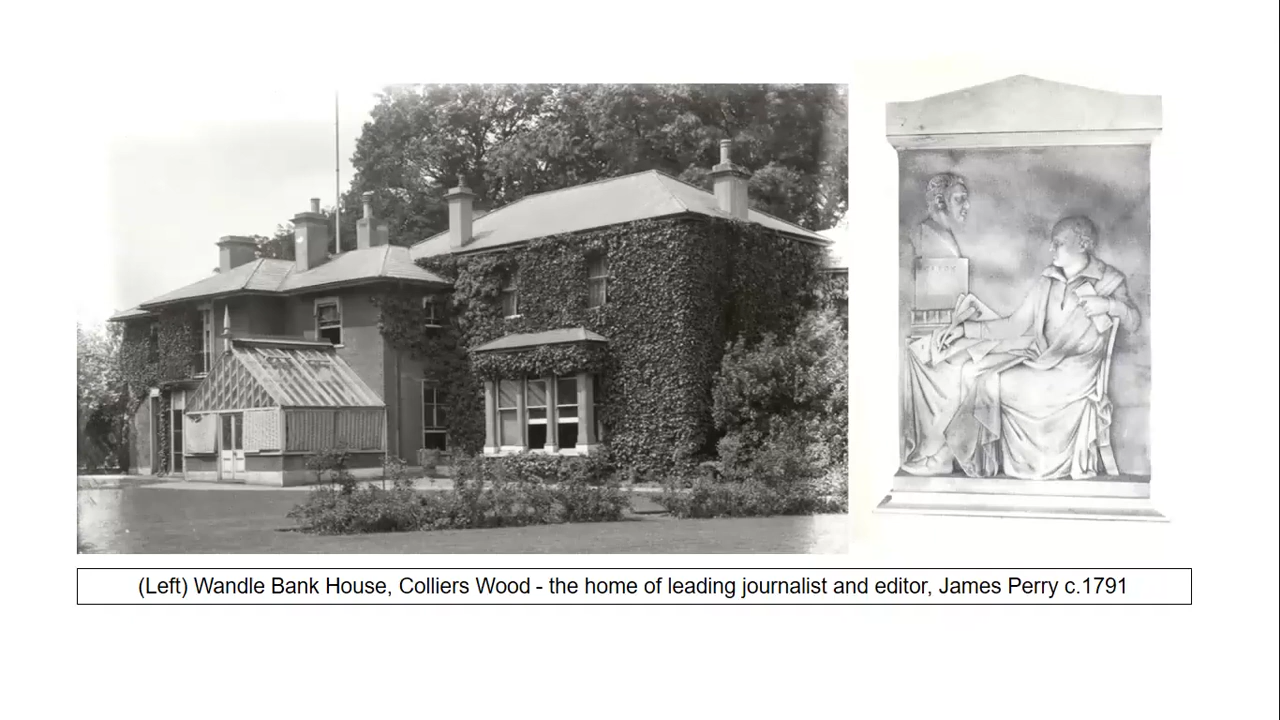 (Left) Wandle Bank House, Colliers Wood - the home of leading journalist and editor, James Perry c.1791